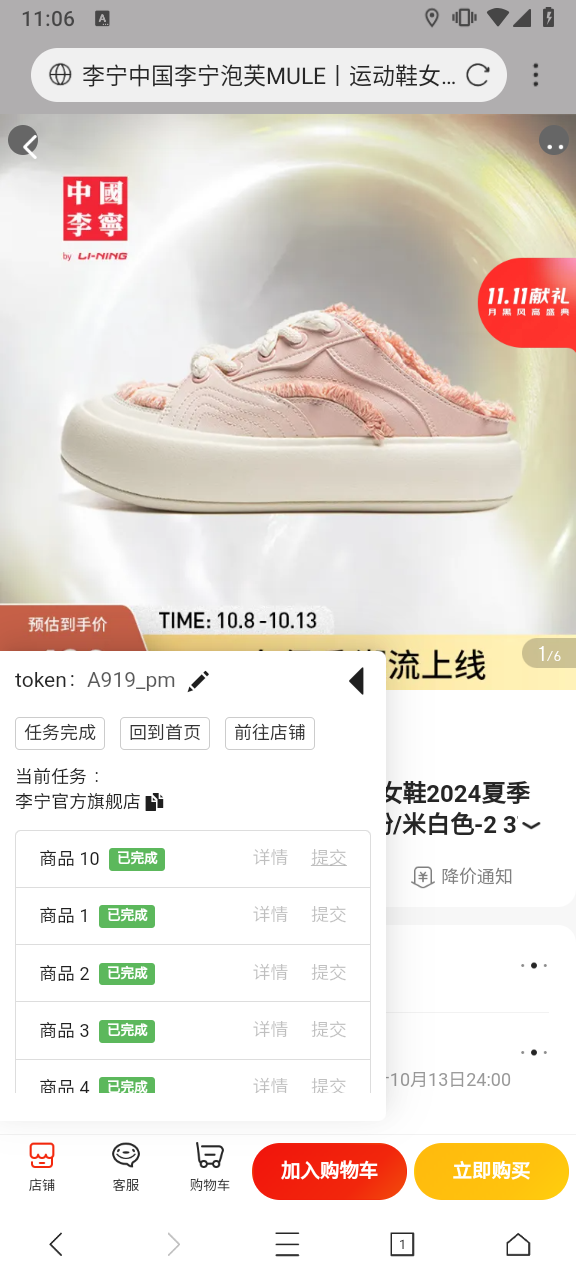 11:06
A
李宁中国李宁泡芙MULE丨运动鞋女...
中國
李寧
by LI-NING
11.11献礼
月黑风高盛典
预估到手价
TIME: 10.8 -10.13
流上线
1/6
token： A919_pm
任务完成 回到首页 前往店铺
当前任务：
李宁官方旗舰店
女鞋2024夏季
/米白色-2 3
降价通知
商品 10 已完成 详情 提交
商品 1 已完成 详情 提交
商品 2 已完成 详情 提交
商品 3 已完成 详情 提交
商品 4 已完成 详情 提交
10月13日24:00
店铺 客服 购物车 加入购物车 立即购买
1